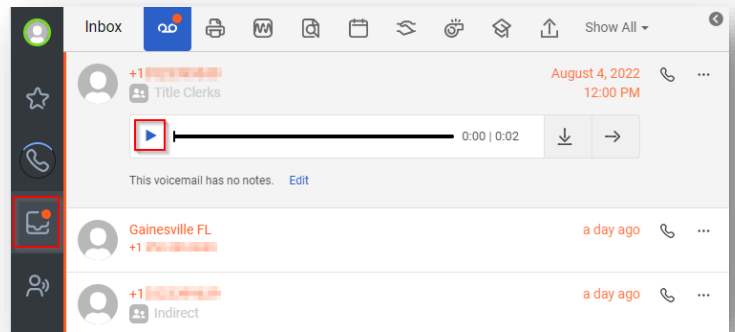 Inbox
Show All
+1
Title Clerks
August 4, 2022
12:00 PM
0:00 | 0:02
This voicemail has no notes. Edit
Gainesville FL
+1
a day ago
+1
Indirect
a day ago